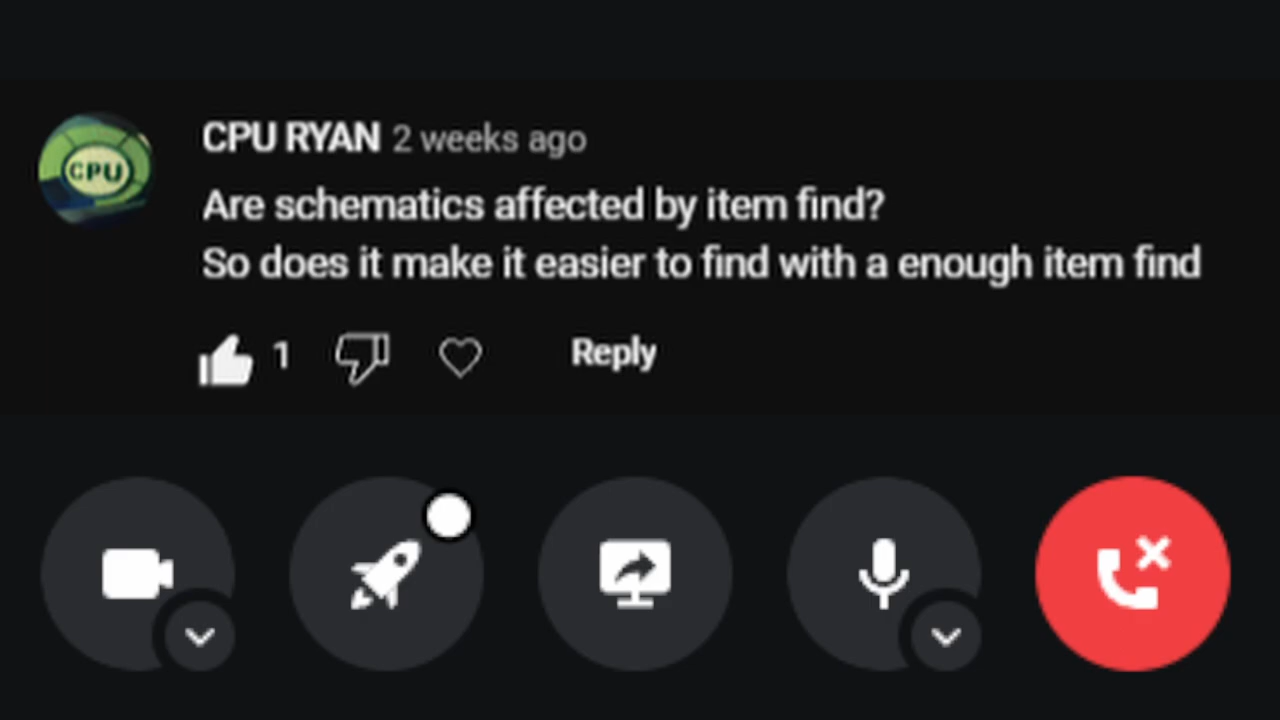 CPU
CPU RYAN 2 weeks ago
Are schematics affected by item find?
So does it make it easier to find with a enough item find
1 Reply